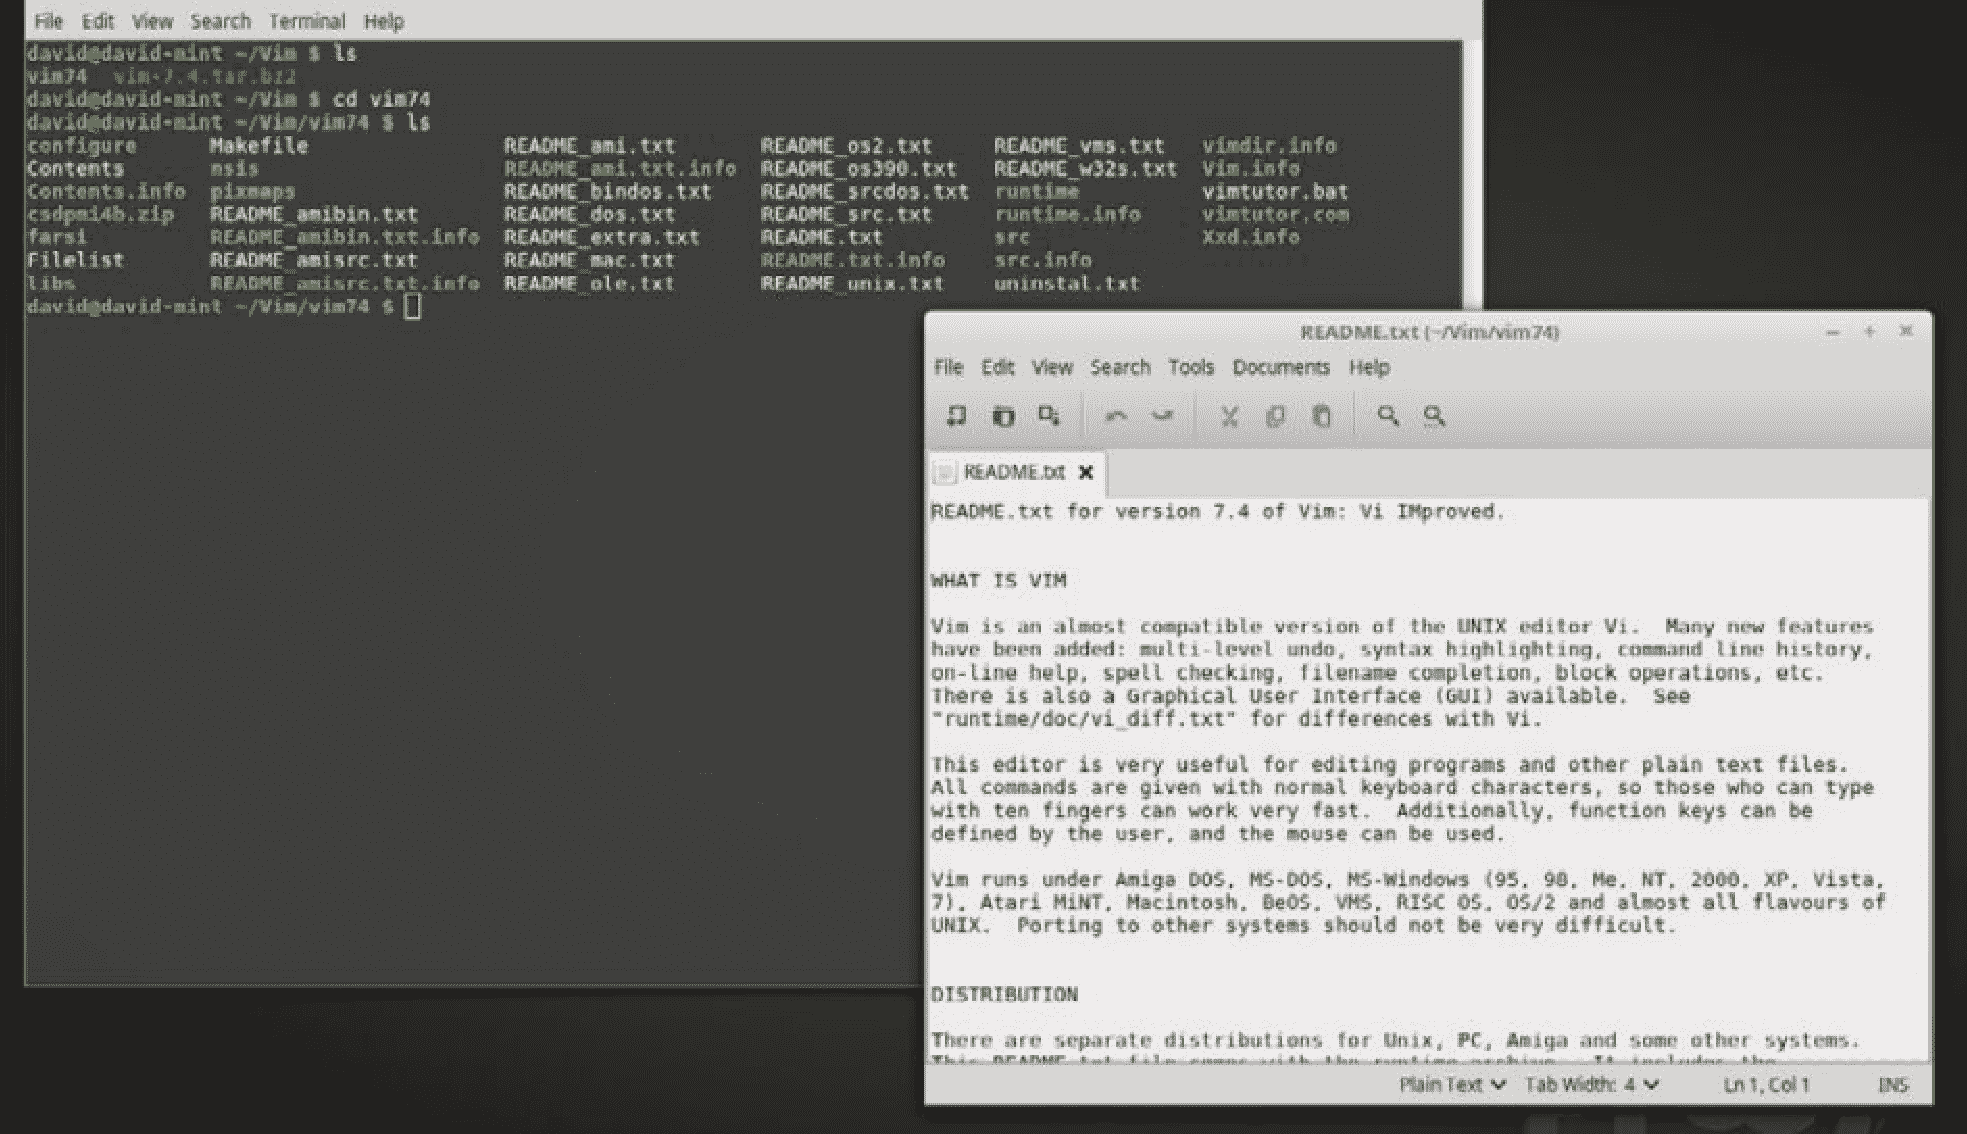 File Edit View Search Terminal Help
david@david-mint ~/Vim $ ls
vim74 vim-7.4.tar.bz2
david@david-mint ~/Vim $ cd vim74
david@david-mint ~/Vim/vim74 $ ls
configure Makefile README_ami.txt README_os2.txt README_vms.txt vimdir.info
Contents nsis README_ami.txt.info README_os390.txt README_w32s.txt Vim.info
Contents.info pixmaps README_bindos.txt README_srcdos.txt runtime vimtutor.bat
csdpmi4b.zip README_amibin.txt README_dos.txt README_src.txt runtime.info vimtutor.com
farsi README_amibin.txt.info README_extra.txt README.txt src Xxd.info
Filelist README_amisrc.txt README_mac.txt README.txt.info src.info
libs README_amisrc.txt.info README_ole.txt README_unix.txt uninstal.txt
david@david-mint ~/Vim/vim74 $
README.txt (~/Vim/vim74)
File Edit View Search Tools Documents Help
README.txt
README.txt for version 7.4 of Vim: Vi IMproved.
WHAT IS VIM
Vim is an almost compatible version of the UNIX editor Vi. Many new features
have been added: multi-level undo, syntax highlighting, command line history,
on-line help, spell checking, filename completion, block operations, etc.
There is also a Graphical User Interface (GUI) available. See
"runtime/doc/vi_diff.txt" for differences with Vi.
This editor is very useful for editing programs and other plain text files.
All commands are given with normal keyboard characters, so those who can type
with ten fingers can work very fast. Additionally, function keys can be
defined by the user, and the mouse can be used.
Vim runs under Amiga DOS, MS-DOS, MS-Windows (95, 98, Me, NT, 2000, XP, Vista,
7), Atari MiNT, Macintosh, BeOS, VMS, RISC OS, OS/2 and almost all flavours of
UNIX. Porting to other systems should not be very difficult.
DISTRIBUTION
There are separate distributions for Unix, PC, Amiga and some other systems.
This README.txt file comes with the runtime archive. It includes the
Plain Text Tab Width: 4 Ln 1, Col 1 INS